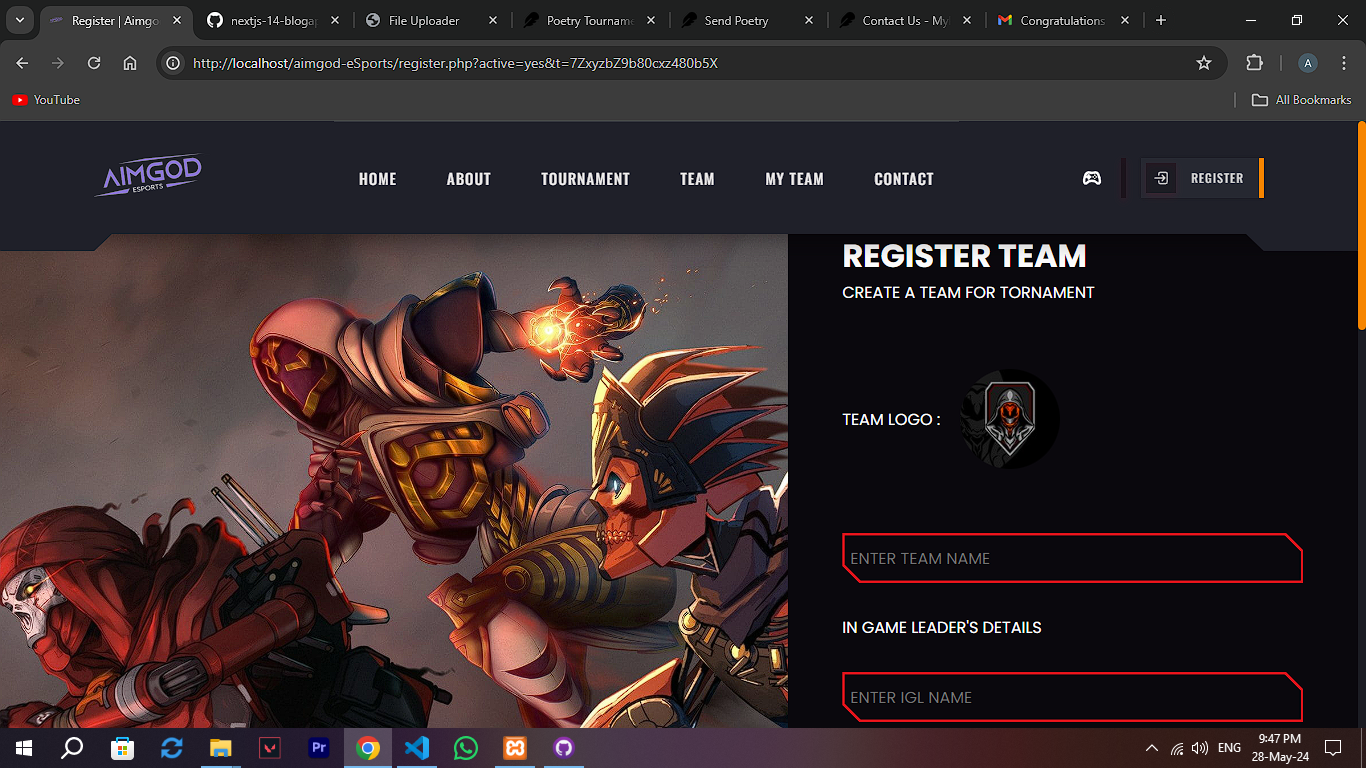 Register | Aimgo
nextjs-14-blogap
File Uploader
Poetry Tourname
Send Poetry
Contact Us - My
Congratulations
http://localhost/aimgod-eSports/register.php?active=yes&t=7ZxyzbZ9b80cxz480b5X
A
YouTube
All Bookmarks
AIMGOD
ESPORTS
HOME
ABOUT
TOURNAMENT
TEAM
MY TEAM
CONTACT
REGISTER
REGISTER TEAM
CREATE A TEAM FOR TORNAMENT
TEAM LOGO :
ENTER TEAM NAME
IN GAME LEADER'S DETAILS
ENTER IGL NAME
Pr
ENG
9:47 PM
28-May-24